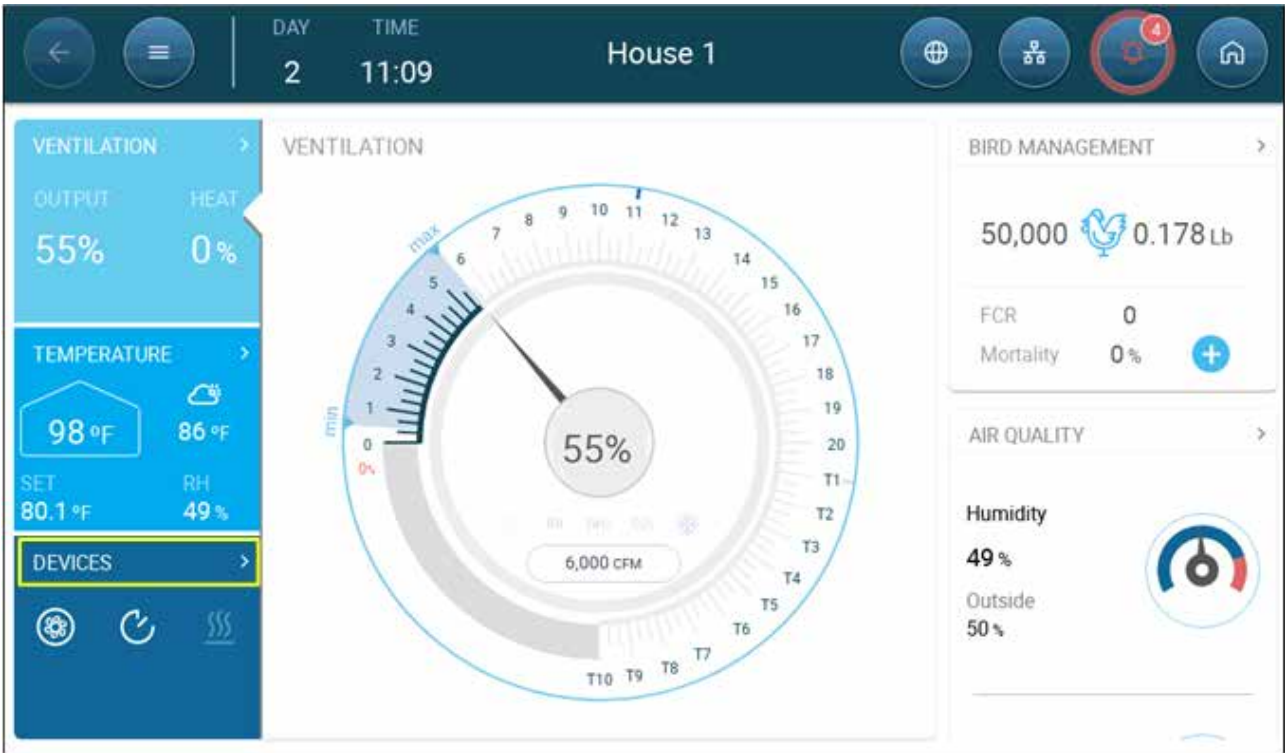 DAY TIME
2 11:09
House 1
4
VENTILATION >
OUTPUT HEAT
55% 0 %
TEMPERATURE >
98 ºF 86 ºF
SET RH
80.1 ºF 49 %
DEVICES >
VENTILATION
min
max
0%
0
1
2
3
4
5
6
7
8
9
10
11
12
13
14
15
16
17
18
19
20
T1
T2
T3
T4
T5
T6
T7
T8
T9
T10
55%
6,000 CFM
BIRD MANAGEMENT >
50,000 0.178 Lb
FCR 0
Mortality 0 %
+
AIR QUALITY >
Humidity
49 %
Outside
50 %